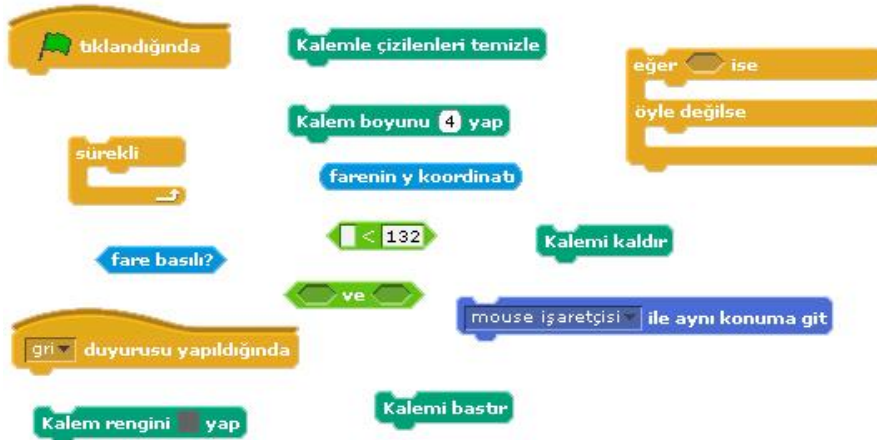 tıklandığında
Kalemle çizilenleri temizle
eğer ise
öyle değilse
Kalem boyunu 4 yap
sürekli
farenin y koordinatı
< 132
Kalemi kaldır
fare basılı?
ve
mouse işaretçisi ile aynı konuma git
gri duyurusu yapıldığında
Kalemi bastır
Kalem rengini yap